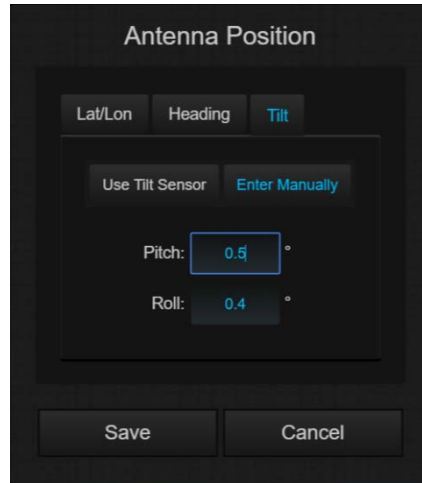 Antenna Position
Lat/Lon Heading Tilt
Use Tilt Sensor Enter Manually
Pitch: 0.5 °
Roll: 0.4 °
Save Cancel